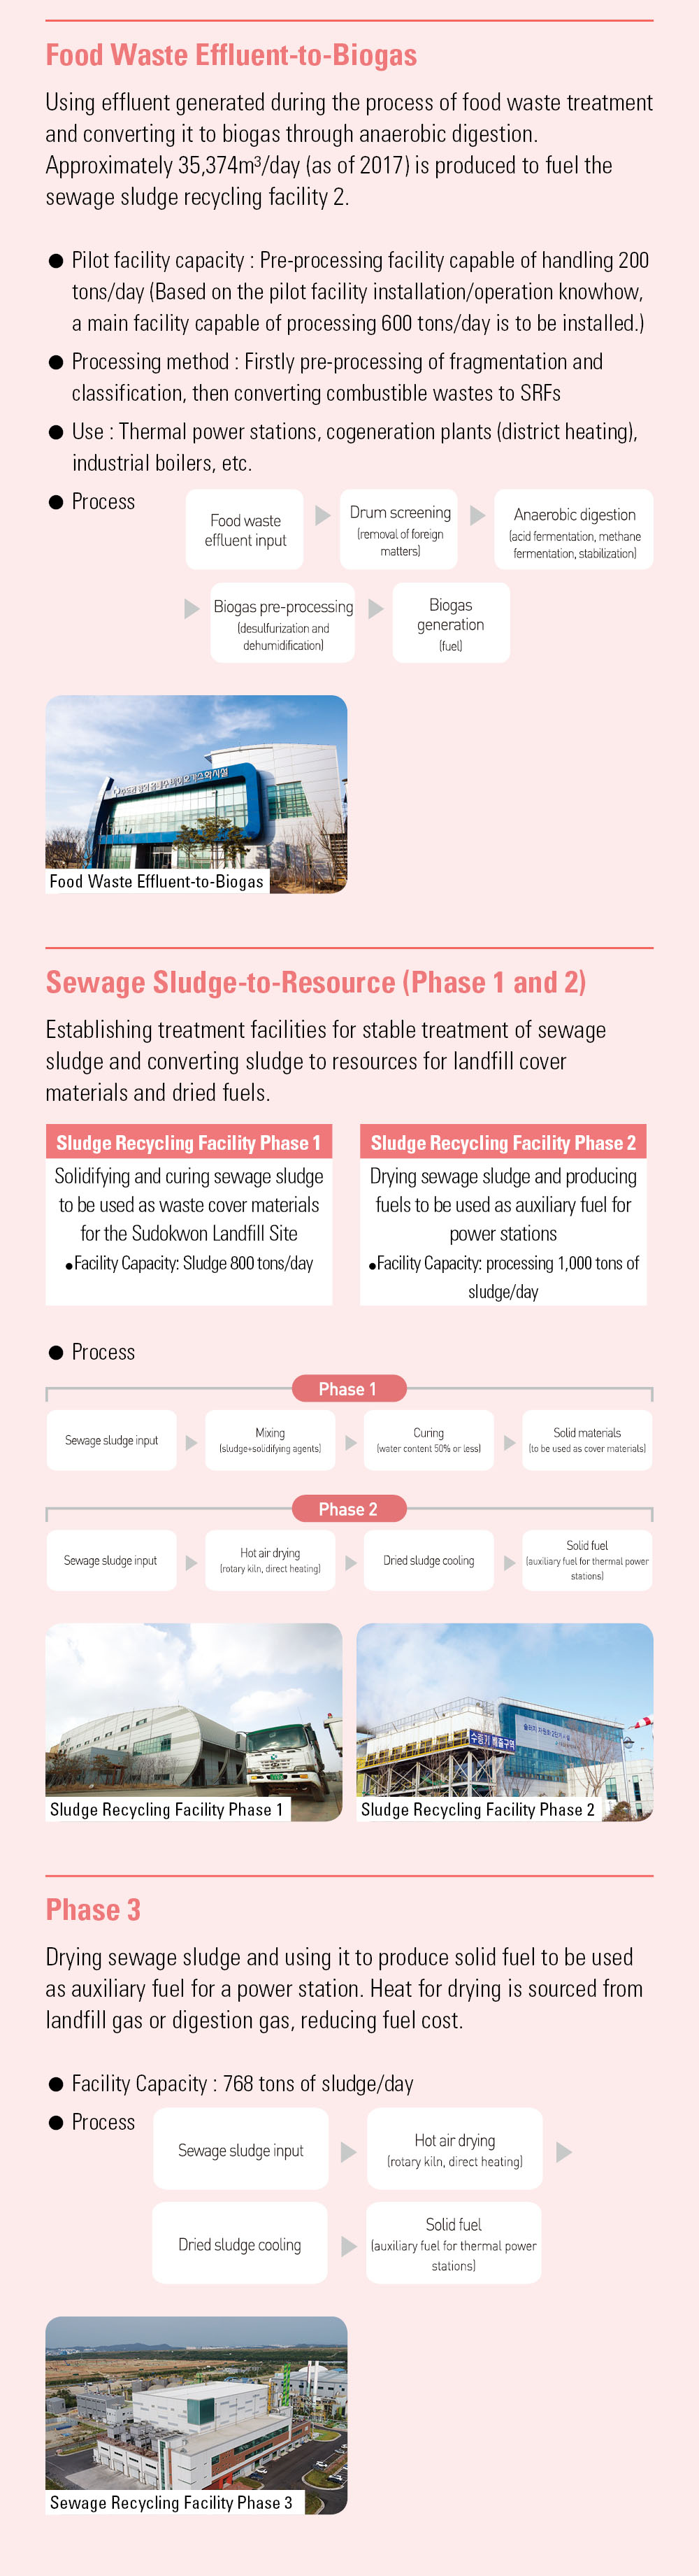 Food Waste Effluent-to-Biogas
Using effluent generated during the process of food waste treatment
and converting it to biogas through anaerobic digestion.
Approximately 35,374m³/day (as of 2017) is produced to fuel the
sewage sludge recycling facility 2.
● Pilot facility capacity : Pre-processing facility capable of handling 200
tons/day (Based on the pilot facility installation/operation knowhow,
a main facility capable of processing 600 tons/day is to be installed.)
● Processing method : Firstly pre-processing of fragmentation and
classification, then converting combustible wastes to SRFs
● Use : Thermal power stations, cogeneration plants (district heating),
industrial boilers, etc.
● Process
Food waste
effluent input
Drum screening
(removal of foreign
matters)
Anaerobic digestion
(acid fermentation, methane
fermentation, stabilization)
Biogas pre-processing
(desulfurization and
dehumidification)
Biogas
generation
(fuel)
Food Waste Effluent-to-Biogas
Sewage Sludge-to-Resource (Phase 1 and 2)
Establishing treatment facilities for stable treatment of sewage
sludge and converting sludge to resources for landfill cover
materials and dried fuels.
Sludge Recycling Facility Phase 1
Solidifying and curing sewage sludge
to be used as waste cover materials
for the Sudokwon Landfill Site
●Facility Capacity: Sludge 800 tons/day
Sludge Recycling Facility Phase 2
Drying sewage sludge and producing
fuels to be used as auxiliary fuel for
power stations
●Facility Capacity: processing 1,000 tons of
sludge/day
● Process
Phase 1
Sewage sludge input
Mixing
(sludge+solidifying agents)
Curing
(water content 50% or less)
Solid materials
(to be used as cover materials)
Phase 2
Sewage sludge input
Hot air drying
(rotary kiln, direct heating)
Dried sludge cooling
Solid fuel
(auxiliary fuel for thermal power
stations)
수증기 배출구역
슬러지 자원화 2단계
Sludge Recycling Facility Phase 1
Sludge Recycling Facility Phase 2
Phase 3
Drying sewage sludge and using it to produce solid fuel to be used
as auxiliary fuel for a power station. Heat for drying is sourced from
landfill gas or digestion gas, reducing fuel cost.
● Facility Capacity : 768 tons of sludge/day
● Process
Sewage sludge input
Hot air drying
(rotary kiln, direct heating)
Dried sludge cooling
Solid fuel
(auxiliary fuel for thermal power
stations)
Sewage Recycling Facility Phase 3